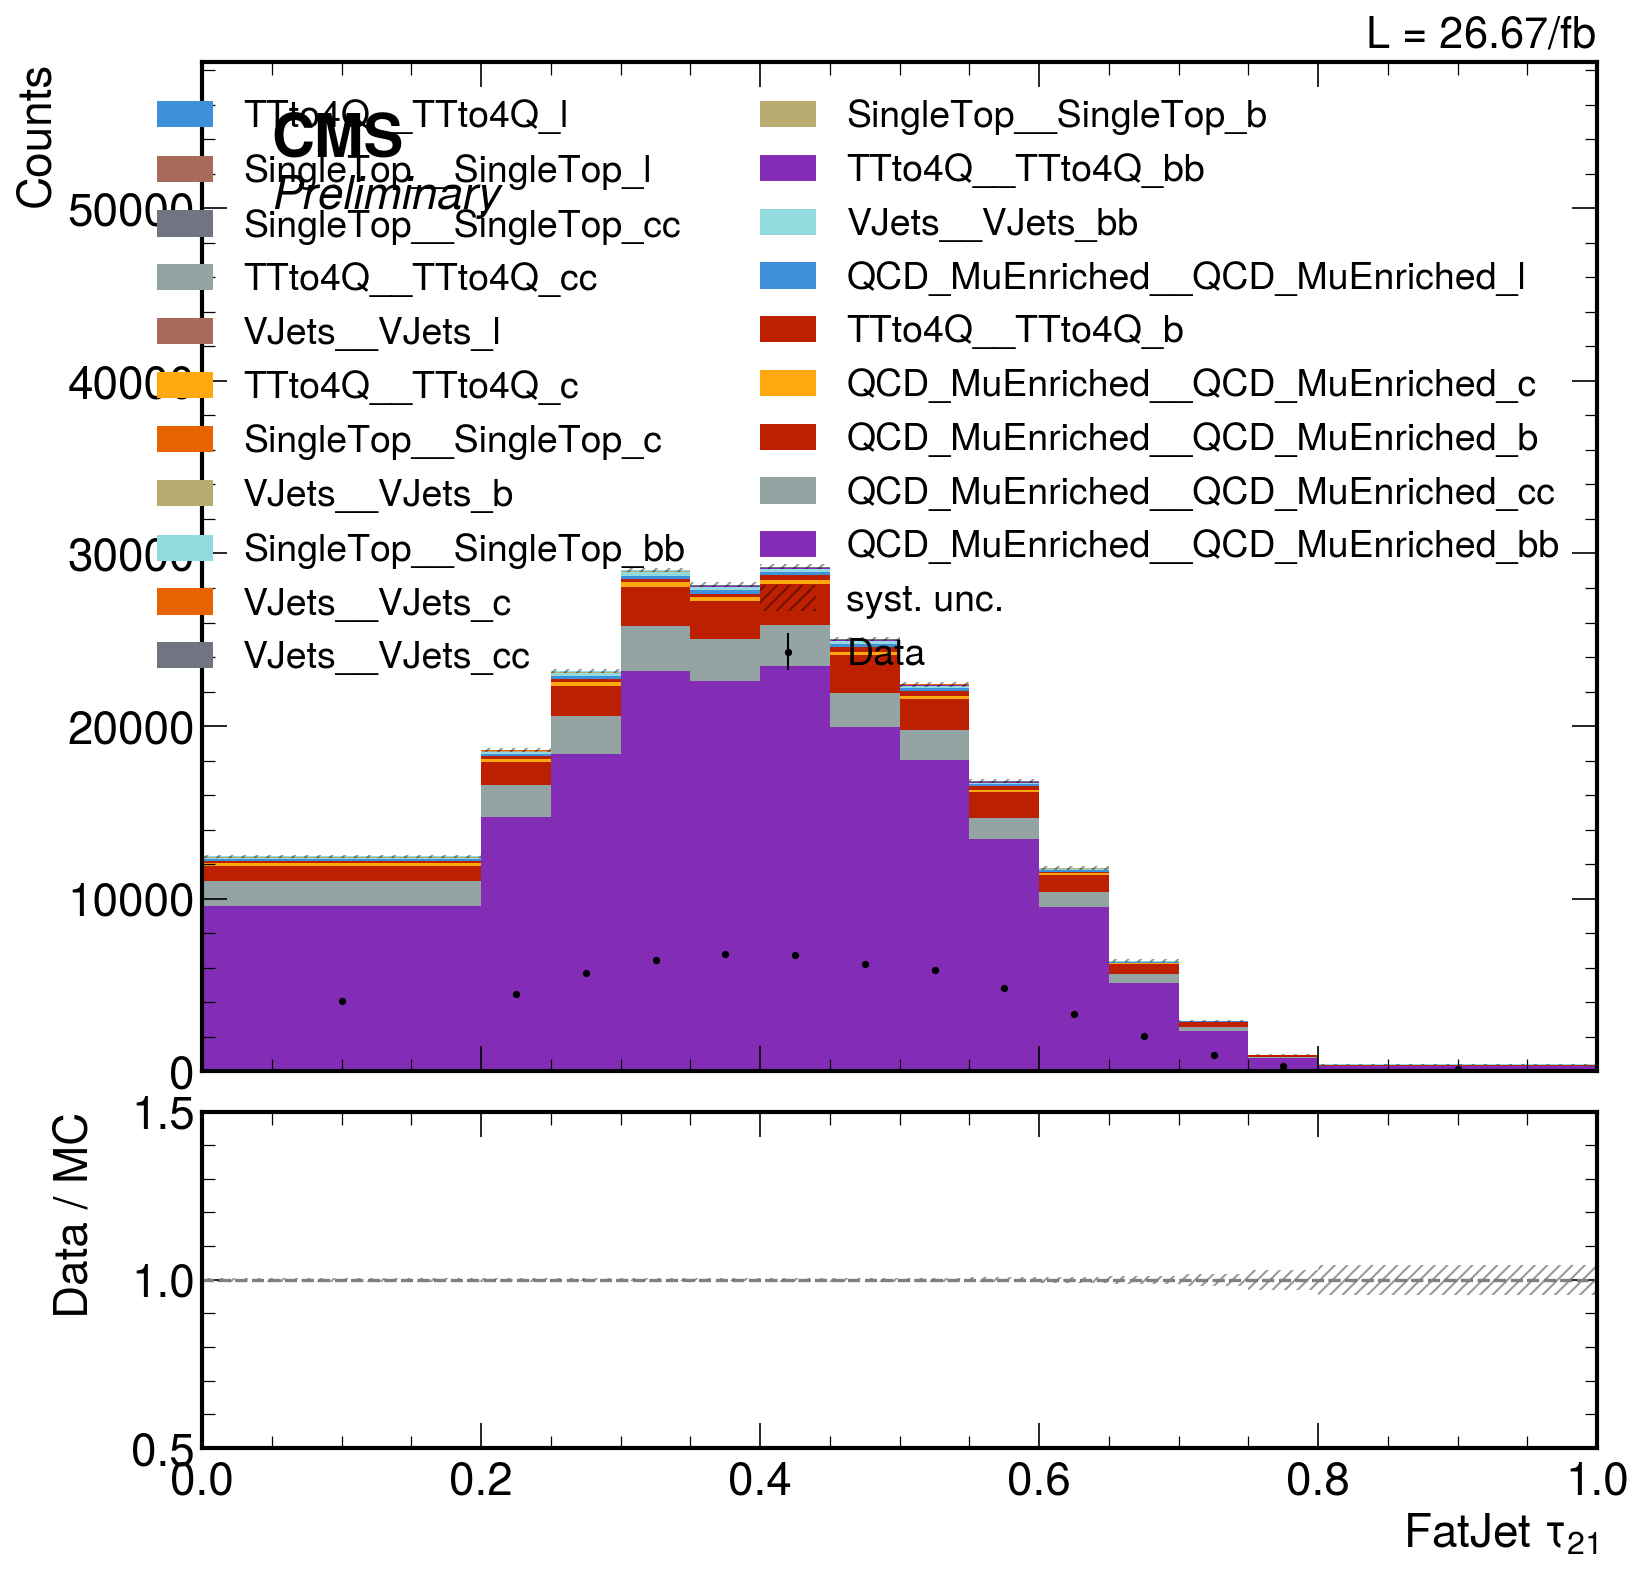 L = 26.67/fb
Counts
CMS
Preliminary
TTto4Q__TTto4Q_l
SingleTop__SingleTop_l
SingleTop__SingleTop_cc
TTto4Q__TTto4Q_cc
VJets__VJets_l
TTto4Q__TTto4Q_c
SingleTop__SingleTop_c
VJets__VJets_b
SingleTop__SingleTop_bb
VJets__VJets_c
VJets__VJets_cc
SingleTop__SingleTop_b
TTto4Q__TTto4Q_bb
VJets__VJets_bb
QCD_MuEnriched__QCD_MuEnriched_l
TTto4Q__TTto4Q_b
QCD_MuEnriched__QCD_MuEnriched_c
QCD_MuEnriched__QCD_MuEnriched_b
QCD_MuEnriched__QCD_MuEnriched_cc
QCD_MuEnriched__QCD_MuEnriched_bb
syst. unc.
Data
50000
40000
30000
20000
10000
0
Data / MC
1.5
1.0
0.5
0.0 0.2 0.4 0.6 0.8 1.0
FatJet τ₂₁